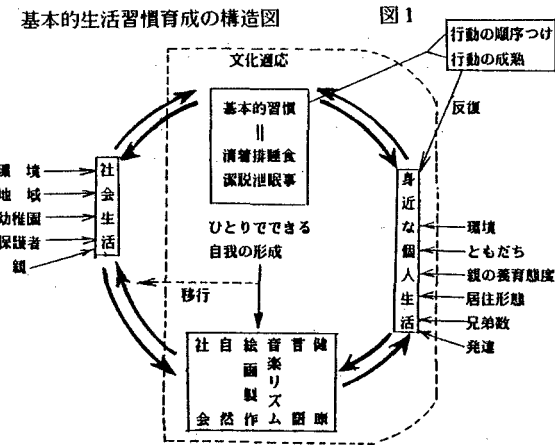 基本的生活習慣育成の構造図
図1
行動の順序つけ
行動の成熟
文化適応
反復
基本的習慣
||
清着排睡食
潔脱泄眠事
環境
地域
幼稚園
保護者
親
社会生活
身近な個人生活
環境
ともだち
親の養育態度
居住形態
兄弟数
発達
ひとりでできる
自我の形成
移行
健康
言語
音楽リズム
絵画製作
自然
社会